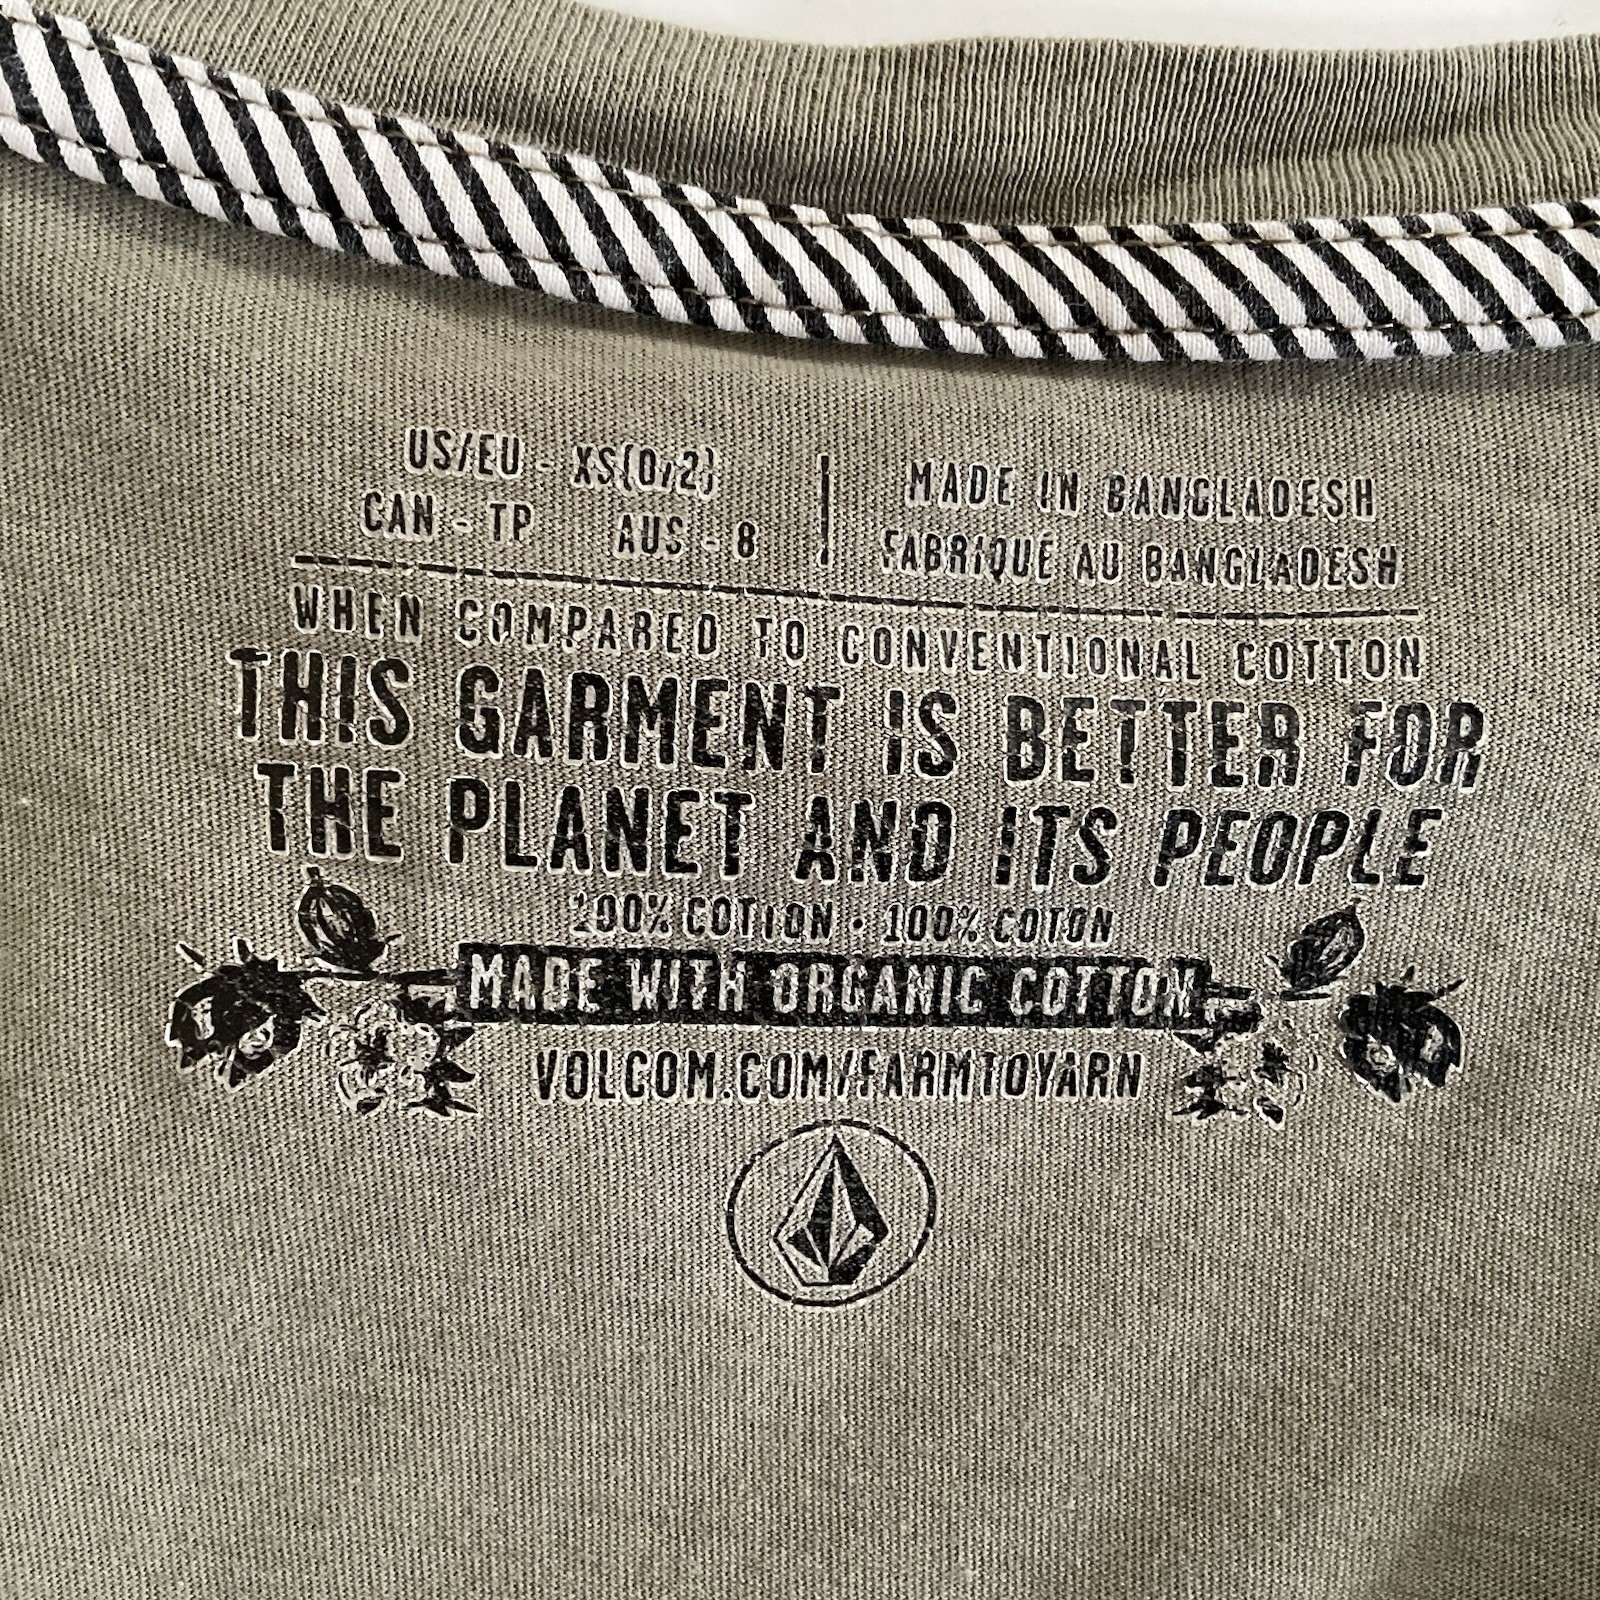 US/EU - XS(0/2)
CAN - TP AUS - 8
MADE IN BANGLADESH
FABRIQUÉ AU BANGLADESH
WHEN COMPARED TO CONVENTIONAL COTTON
THIS GARMENT IS BETTER FOR
THE PLANET AND ITS PEOPLE
100% COTTON • 100% COTON
MADE WITH ORGANIC COTTON
VOLCOM.COM/FARMTOYARN